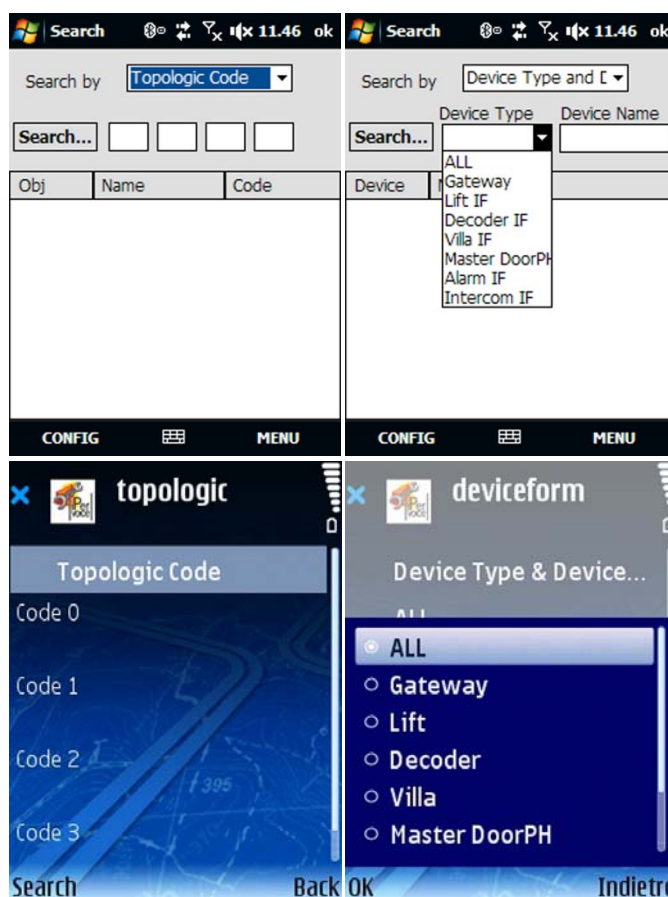 Search 11.46 ok
Search by Topologic Code
Search...
Obj Name Code
CONFIG MENU
Search 11.46 ok
Search by Device Type and D
Device Type Device Name
Search...
Device
ALL
Gateway
Lift IF
Decoder IF
Villa IF
Master DoorPH
Alarm IF
Intercom IF
CONFIG MENU
topologic
Topologic Code
Code 0
Code 1
Code 2
395
Code 3
Search Back
deviceform
Device Type & Device...
ALL
ALL
Gateway
Lift
Decoder
Villa
Master DoorPH
OK Indietro